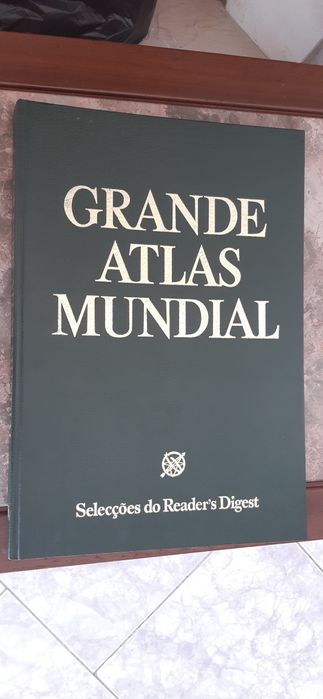 GRANDE
ATLAS
MUNDIAL
Selecções do Reader's Digest